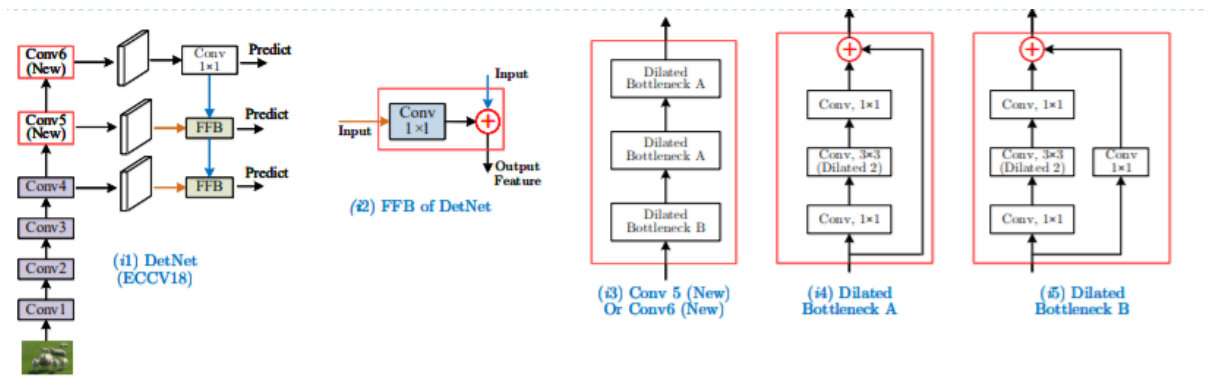 Conv6
(New)
Conv
1×1
Predict
Conv5
(New)
FFB
Predict
Conv4
FFB
Predict
Conv3
Conv2
Conv1
(i1) DetNet
(ECCV18)
Input
Input
Conv
1×1
Output
Feature
(i2) FFB of DetNet
Dilated
Bottleneck A
Dilated
Bottleneck A
Dilated
Bottleneck B
(i3) Conv 5 (New)
Or Conv6 (New)
Conv, 1×1
Conv, 3×3
(Dilated 2)
Conv, 1×1
(i4) Dilated
Bottleneck A
Conv, 1×1
Conv, 3×3
(Dilated 2)
Conv
1×1
Conv, 1×1
(i5) Dilated
Bottleneck B